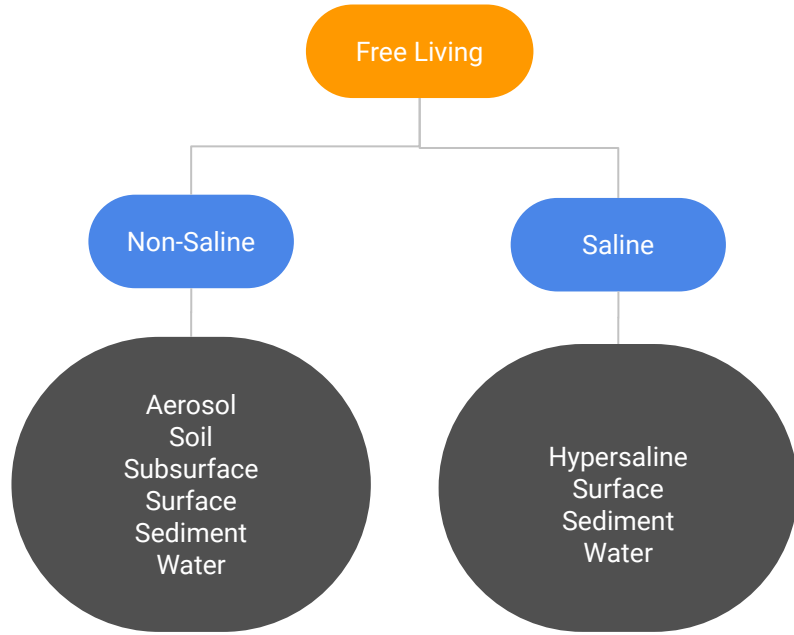 Free Living
Non-Saline
Saline
Aerosol
Soil
Subsurface
Surface
Sediment
Water
Hypersaline
Surface
Sediment
Water